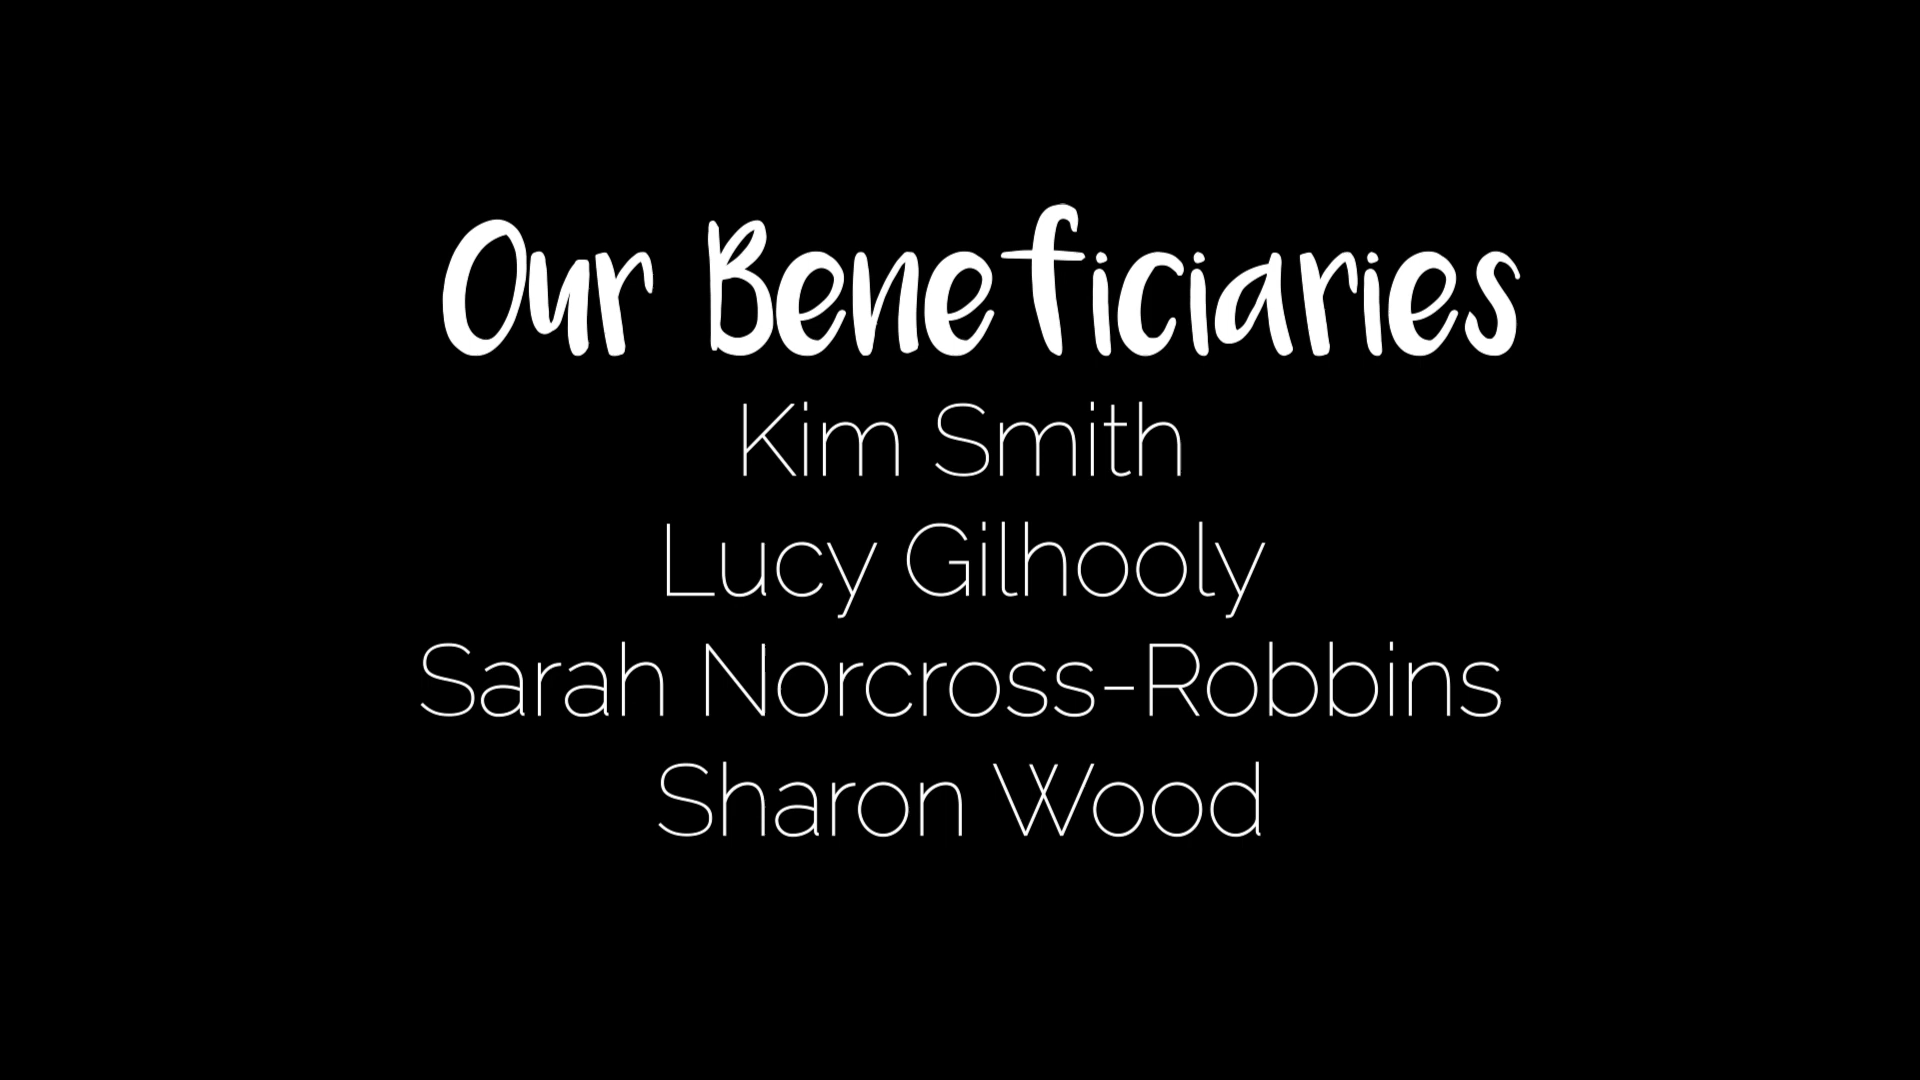 Our Beneficiaries
Kim Smith
Lucy Gilhooly
Sarah Norcross-Robbins
Sharon Wood